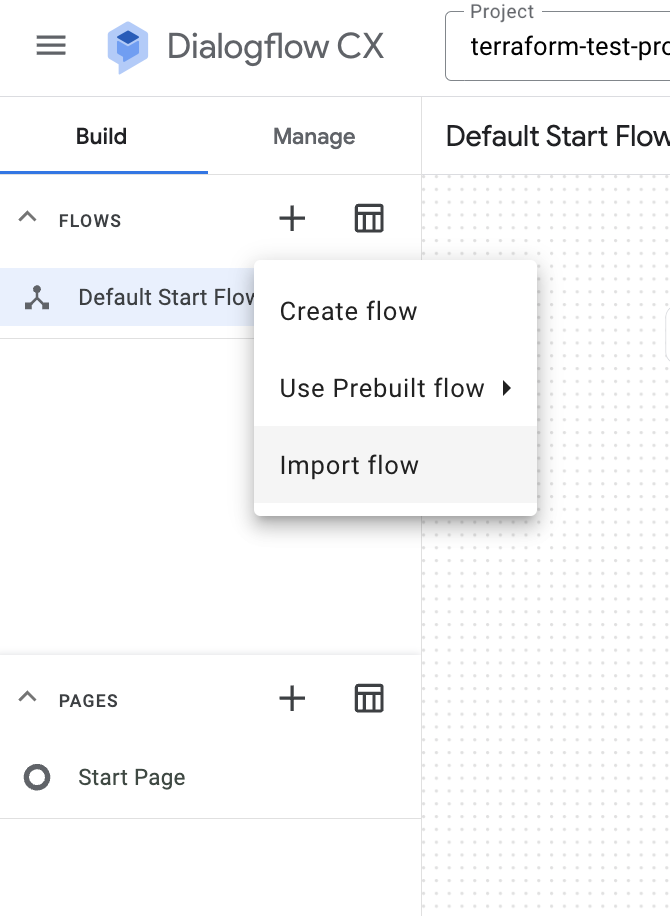 Project
Dialogflow CX
terraform-test-pro
Build
Manage
Default Start Flow
FLOWS
Default Start Flow
Create flow
Use Prebuilt flow
Import flow
PAGES
Start Page